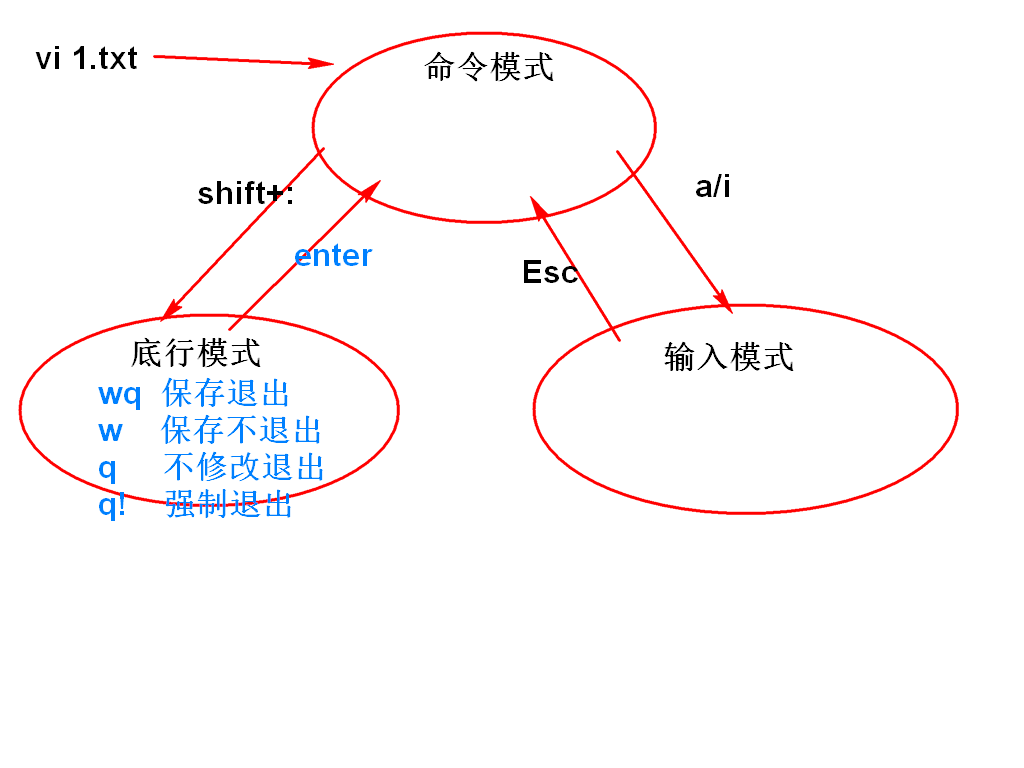 vi 1.txt
命令模式
shift+:
a/i
enter
Esc
底行模式
输入模式
wq 保存退出
w 保存不退出
q 不修改退出
q! 强制退出